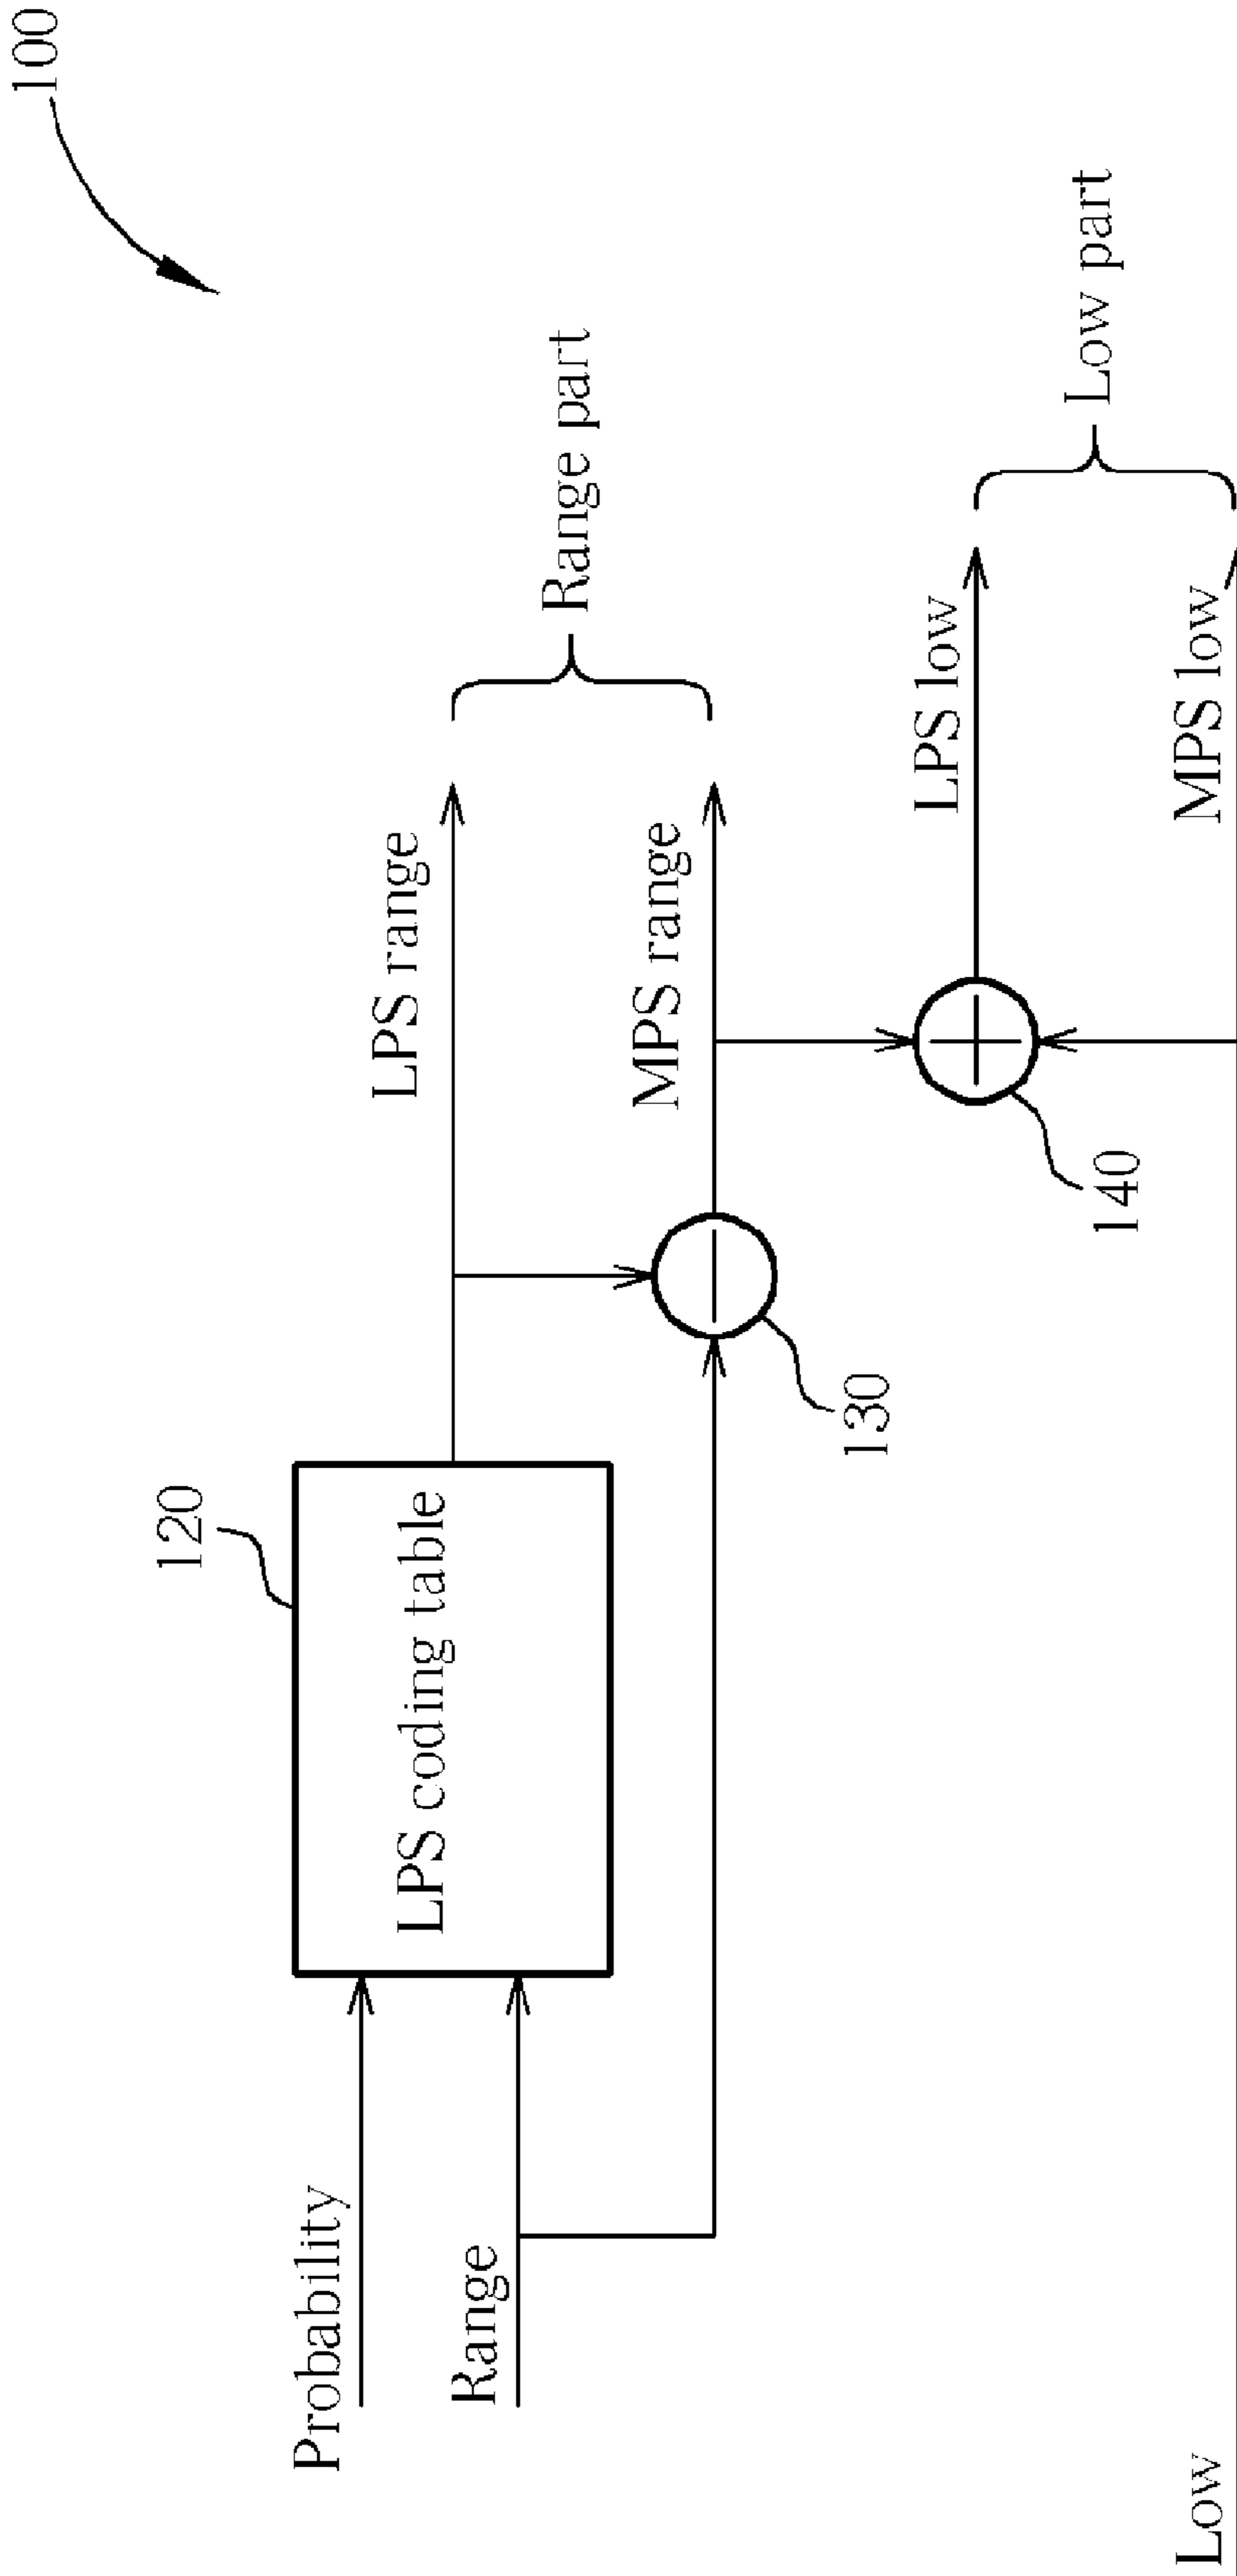 100
Probability
120
LPS coding table
LPS range
Range part
Range
MPS range
130
LPS low
Low part
140
Low
MPS low